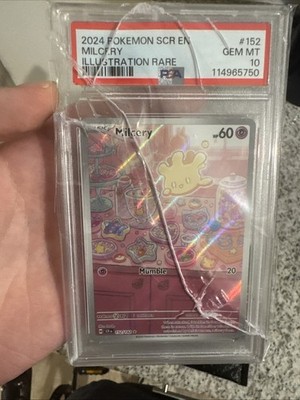 2024 POKEMON SCR EN #152
MILCERY GEM MT
ILLUSTRATION RARE 10
PSA 114965750
Milcery HP60
Mumble 20